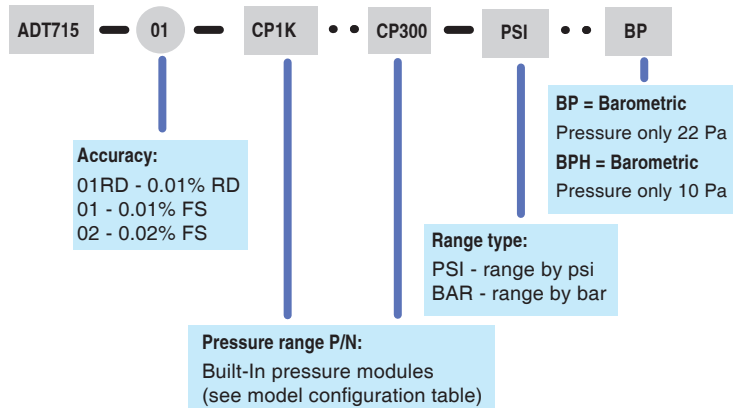 ADT715 01 CP1K CP300 PSI BP
BP = Barometric
Pressure only 22 Pa
BPH = Barometric
Pressure only 10 Pa
Accuracy:
01RD - 0.01% RD
01 - 0.01% FS
02 - 0.02% FS
Range type:
PSI - range by psi
BAR - range by bar
Pressure range P/N:
Built-In pressure modules
(see model configuration table)